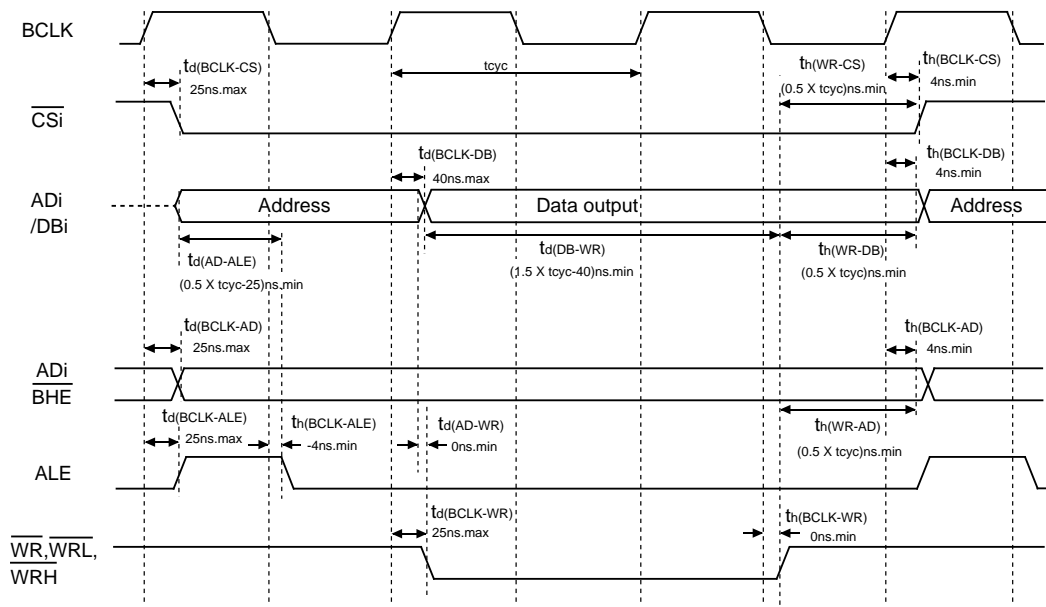 BCLK
td(BCLK-CS)
25ns.max
tcyc
th(WR-CS)
(0.5 X tcyc)ns.min
th(BCLK-CS)
4ns.min
CSi
td(BCLK-DB)
40ns.max
th(BCLK-DB)
4ns.min
ADi
/DBi
Address
Data output
Address
td(AD-ALE)
(0.5 X tcyc-25)ns.min
td(DB-WR)
(1.5 X tcyc-40)ns.min
th(WR-DB)
(0.5 X tcyc)ns.min
td(BCLK-AD)
25ns.max
th(BCLK-AD)
4ns.min
ADi
BHE
td(BCLK-ALE)
25ns.max
th(BCLK-ALE)
-4ns.min
td(AD-WR)
0ns.min
th(WR-AD)
(0.5 X tcyc)ns.min
ALE
td(BCLK-WR)
25ns.max
th(BCLK-WR)
0ns.min
WR,WRL,
WRH